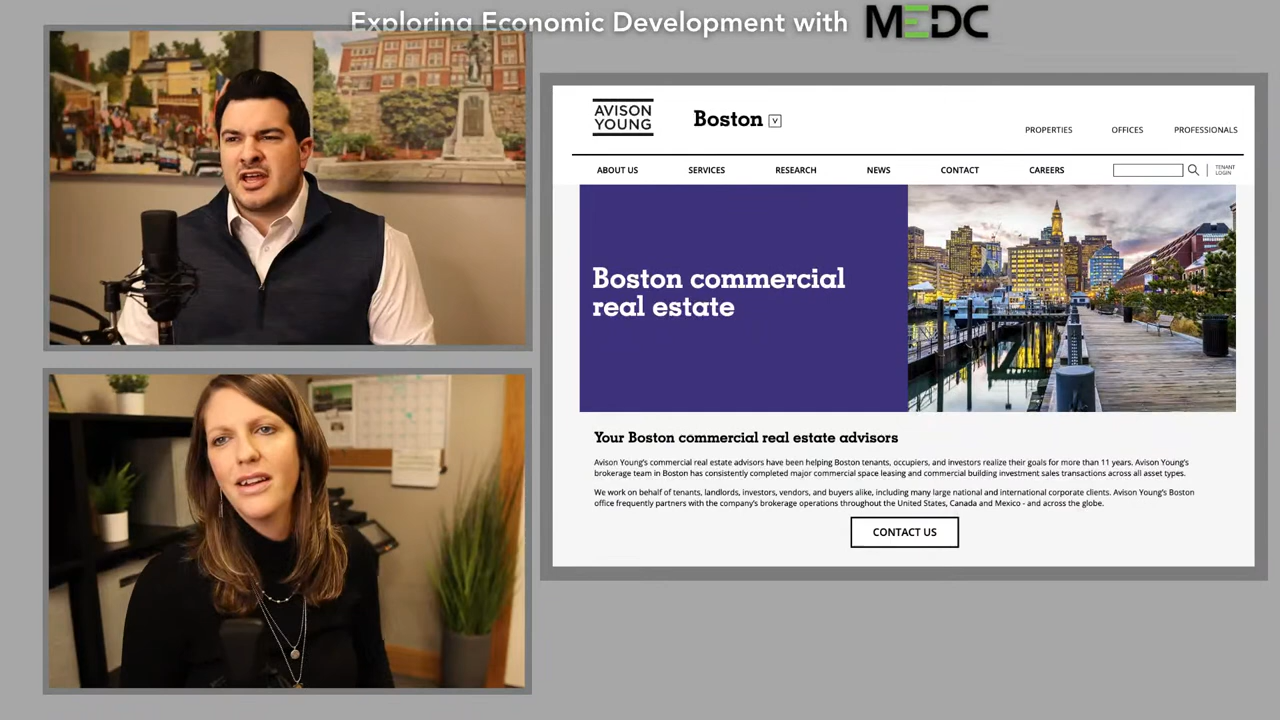 Exploring Economic Development with MEDC
AVISON
YOUNG
Boston v
PROPERTIES OFFICES PROFESSIONALS
ABOUT US SERVICES RESEARCH NEWS CONTACT CAREERS
TENANT
LOGIN
Boston commercial
real estate
Your Boston commercial real estate advisors
Avison Young's commercial real estate advisors have been helping Boston tenants, occupiers, and investors realize their goals for more than 11 years. Avison Young's
brokerage team in Boston has consistently completed major commercial space leasing and commercial building investment sales transactions across all asset types.
We work on behalf of tenants, landlords, investors, vendors, and buyers alike, including many large national and international corporate clients. Avison Young's Boston
office frequently partners with the company's brokerage operations throughout the United States, Canada and Mexico - and across the globe.
CONTACT US